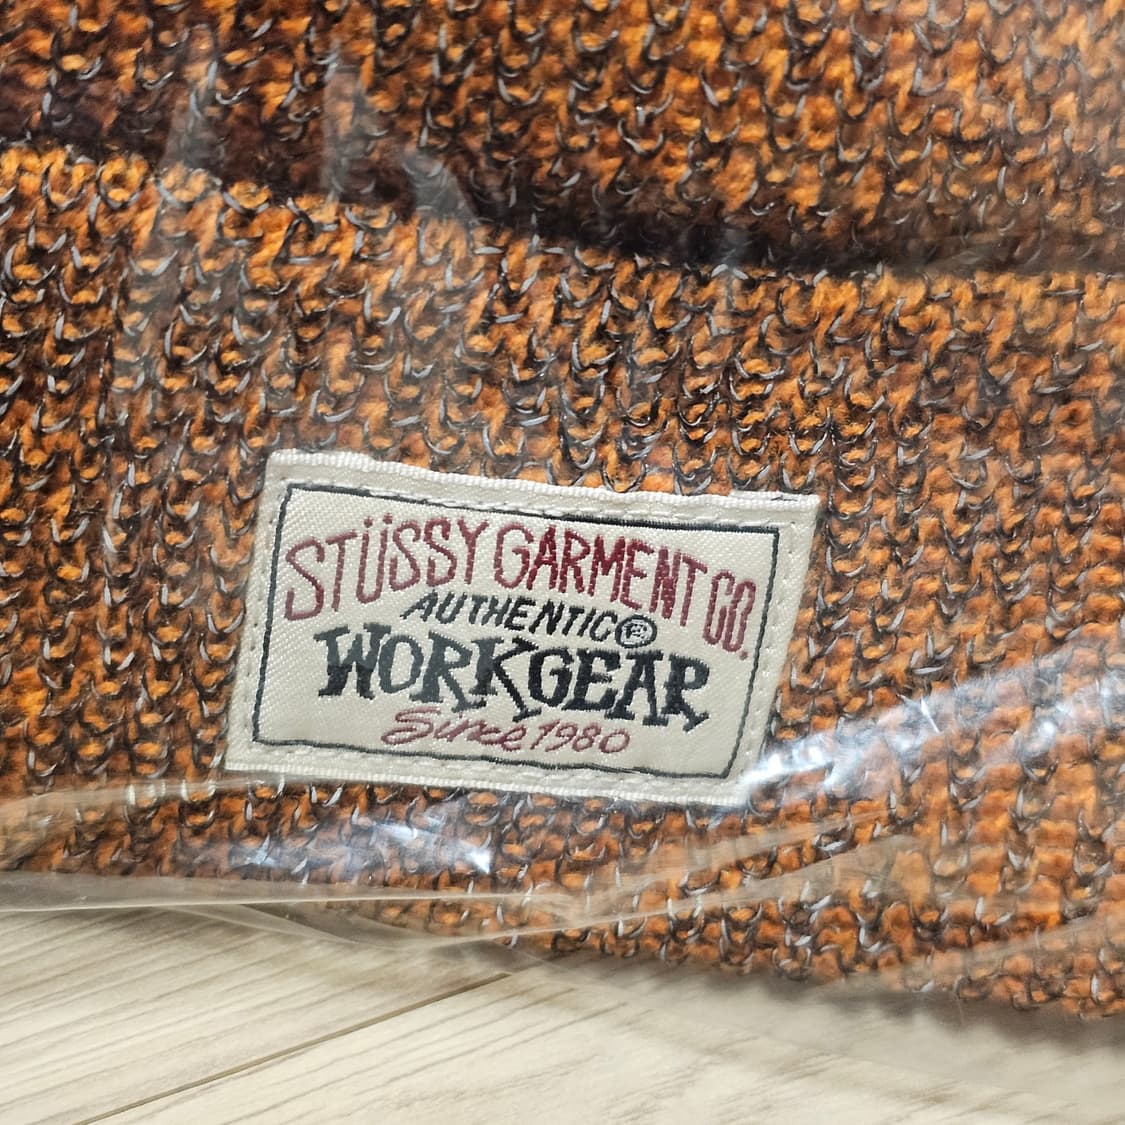 STÜSSY GARMENT CO.
AUTHENTIC®
WORKGEAR
Since 1980